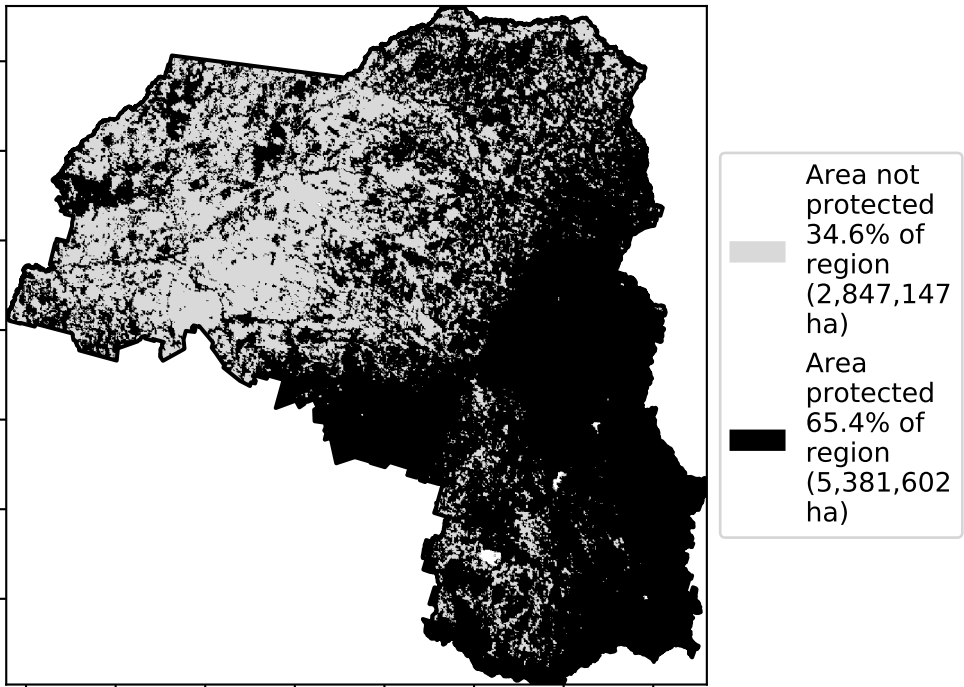 Area not
protected
34.6% of
region
(2,847,147
ha)
Area
protected
65.4% of
region
(5,381,602
ha)